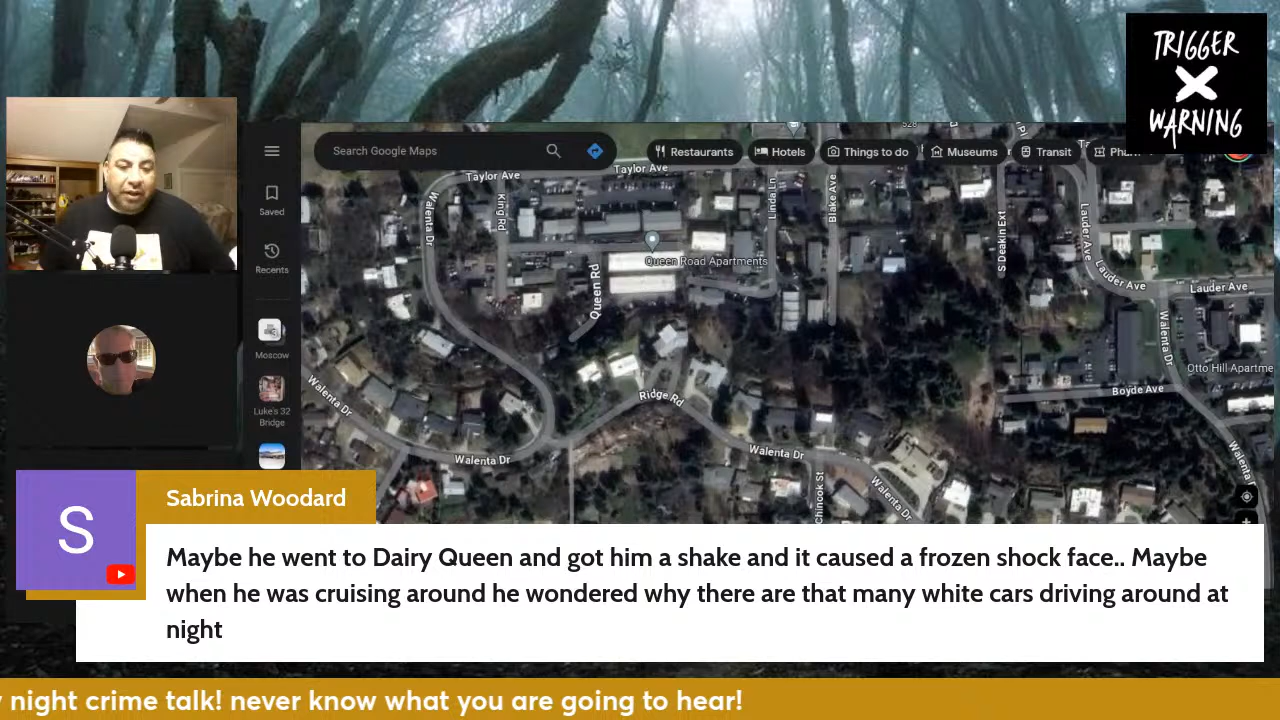 TRIGGER
WARNING
Search Google Maps
Restaurants
Hotels
Things to do
Museums
Transit
Saved
Recents
Moscow
Luke's 32
Bridge
Taylor Ave
Taylor Ave
Walenta Dr
King Rd
Linda Ln
Blake Ave
S Deakin Ext
Lauder Ave
Lauder Ave
Lauder Ave
Queen Road Apartments
Queen Rd
Walenta Dr
Otto Hill Apartme
Boyde Ave
Ridge Rd
Walenta Dr
Walenta Dr
Walenta Dr
Walenta Dr
Walenta
Chinook St
S
Sabrina Woodard
Maybe he went to Dairy Queen and got him a shake and it caused a frozen shock face.. Maybe
when he was cruising around he wondered why there are that many white cars driving around at
night
night crime talk! never know what you are going to hear!